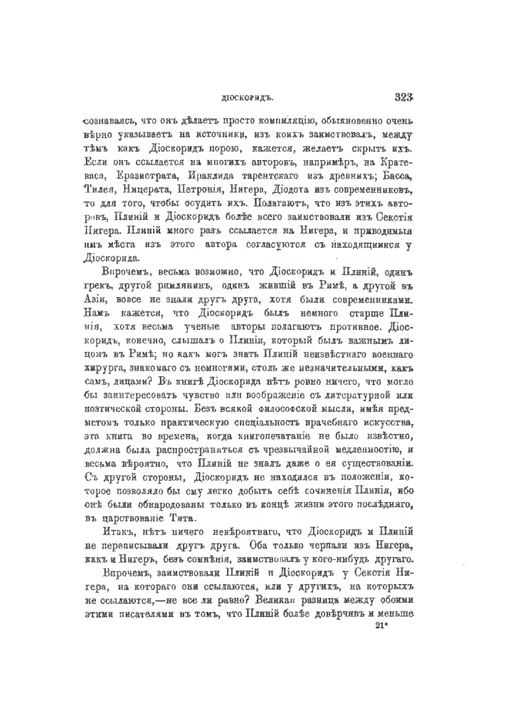 ДІОСКОРИДЪ. 323
сознаваясь, что онъ дѣлаетъ просто компиляцію, обыкновенно очень
вѣрно указываетъ на источники, изъ коихъ заимствовалъ, между
тѣмъ какъ Діоскоридъ порою, кажется, желаетъ скрыть ихъ.
Если онъ ссылается на многихъ авторовъ, напримѣръ, на Крате-
васа, Еразистрата, Ираклида тарентскаго изъ древнихъ; Басса,
Тилея, Ницерата, Петронія, Нигера, Діодота изъ современниковъ,
то для того, чтобы осудить ихъ. Полагаютъ, что изъ этихъ авто-
ровъ, Плиній и Діоскоридъ болѣе всего заимствовали изъ Секстія
Нигера. Плиній много разъ ссылается на Нигера, и приводимыя
имъ мѣста изъ этого автора согласуются съ находящимися у
Діоскорида.
Впрочемъ, весьма возможно, что Діоскоридъ и Плиній, одинъ
грекъ, другой римлянинъ, одинъ жившій въ Римѣ, а другой въ
Азіи, вовсе не знали другъ друга, хотя были современниками.
Намъ кажется, что Діоскоридъ былъ немного старше Пли-
нія, хотя весьма ученые авторы полагаютъ противное. Діос-
коридъ, конечно, слышалъ о Плиніи, который былъ важнымъ ли-
цомъ въ Римѣ; но какъ могъ знать Плиній неизвѣстнаго военнаго
хирурга, знакомаго съ немногими, столь же незначительными, какъ
самъ, лицами? Въ книгѣ Діоскорида нѣтъ ровно ничего, что могло
бы заинтересовать чувство или воображеніе съ литературной или
поэтической стороны. Безъ всякой философской мысли, имѣя пред-
метомъ только практическую спеціальность врачебнаго искусства,
эта книга во времена, когда книгопечатаніе не было извѣстно,
должна была распространяться съ чрезвычайной медленностію, и
весьма вѣроятно, что Плиній не зналъ даже о ея существованіи.
Съ другой стороны, Діоскоридъ не находился въ положеніи, ко-
торое позволяло бы ему легко добыть себѣ сочиненія Плинія, ибо
онѣ были обнародованы только въ концѣ жизни этого послѣдняго,
въ царствованіе Тита.
Итакъ, нѣтъ ничего невѣроятнаго, что Діоскоридъ и Плиній
не переписывали другъ друга. Оба только черпали изъ Нигера,
какъ и Нигеръ, безъ сомнѣнія, заимствовалъ у кого-нибудь другаго.
Впрочемъ, заимствовали Плиній и Діоскоридъ у Секстія Ни-
гера, на котораго они ссылаются, или у другихъ, на которыхъ
не ссылаются,—не все ли равно? Великая разница между обоими
этими писателями въ томъ, что Плиній болѣе довѣрчивъ и меньше
21*